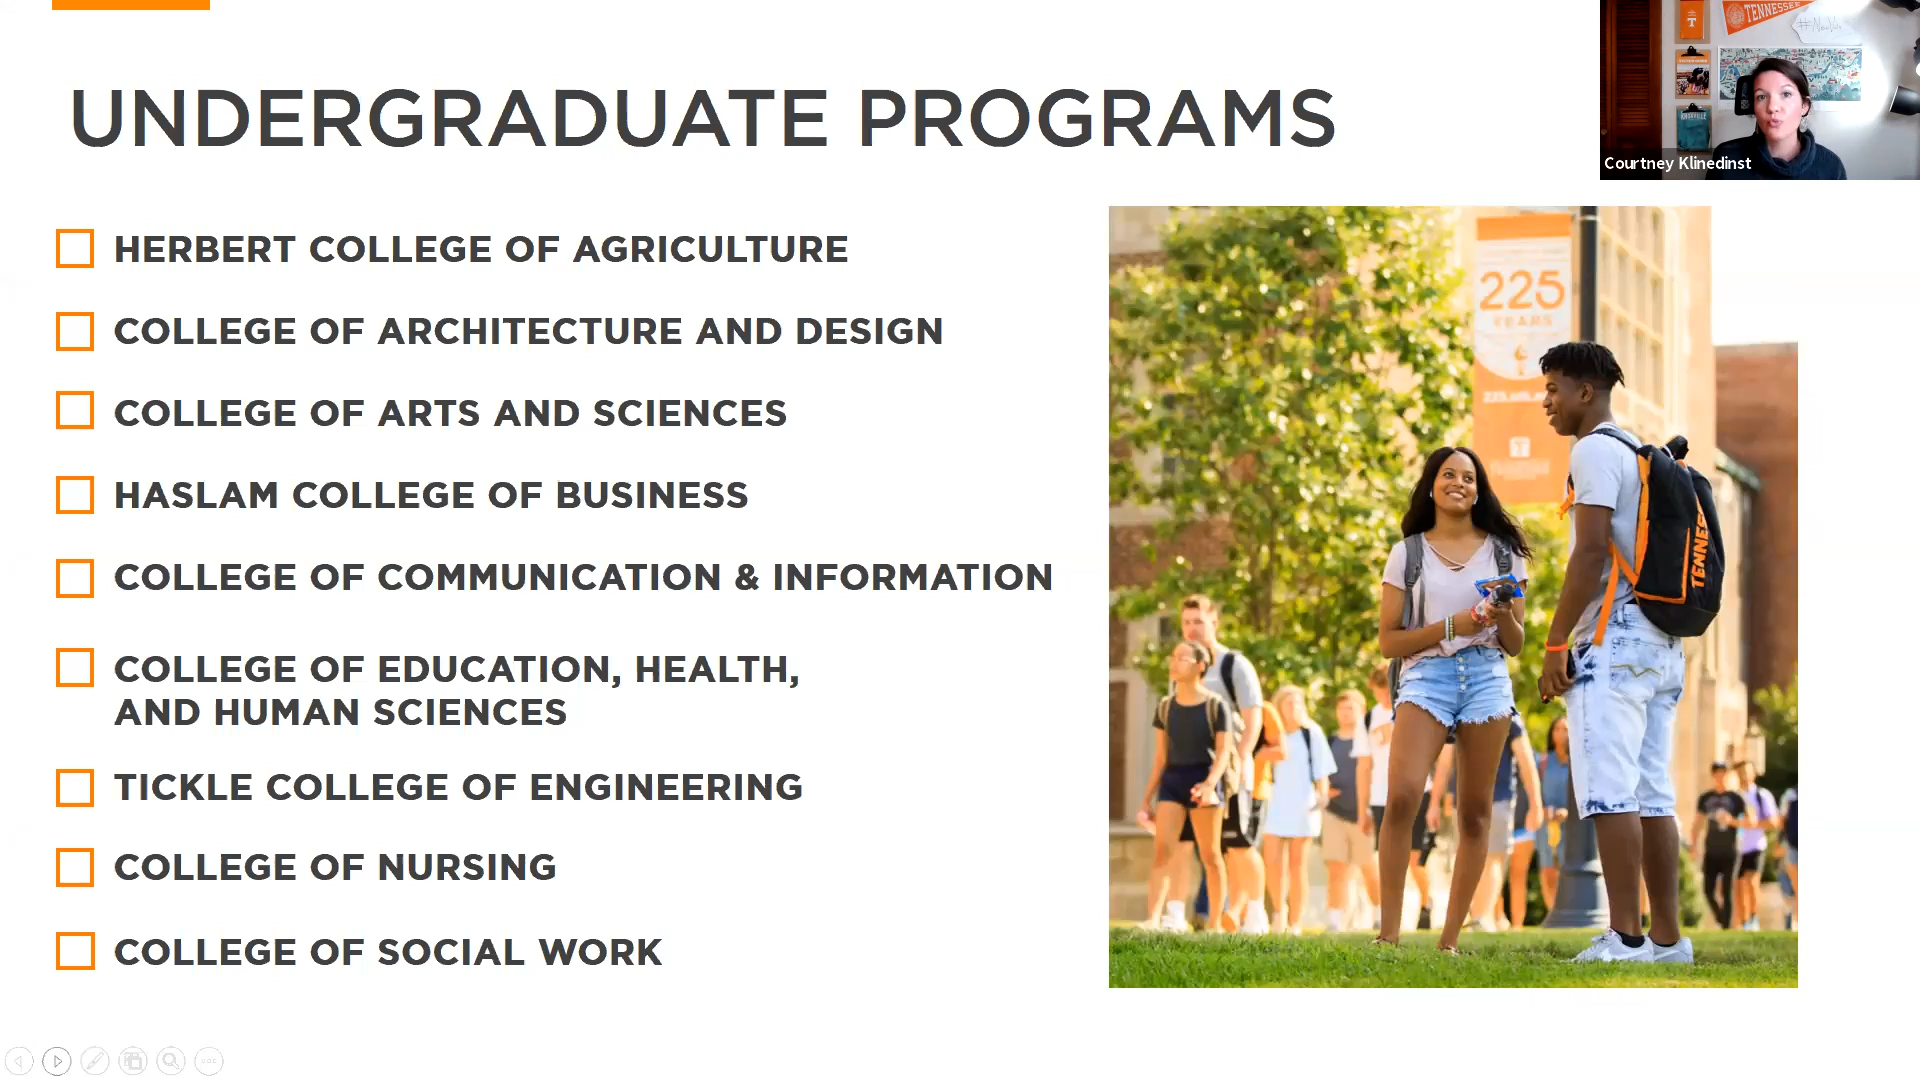 UNDERGRADUATE PROGRAMS
TENNESSEE
Courtney Klinedinst
HERBERT COLLEGE OF AGRICULTURE
COLLEGE OF ARCHITECTURE AND DESIGN
COLLEGE OF ARTS AND SCIENCES
HASLAM COLLEGE OF BUSINESS
COLLEGE OF COMMUNICATION & INFORMATION
COLLEGE OF EDUCATION, HEALTH,
AND HUMAN SCIENCES
TICKLE COLLEGE OF ENGINEERING
COLLEGE OF NURSING
COLLEGE OF SOCIAL WORK
225
YEARS
TENNESS